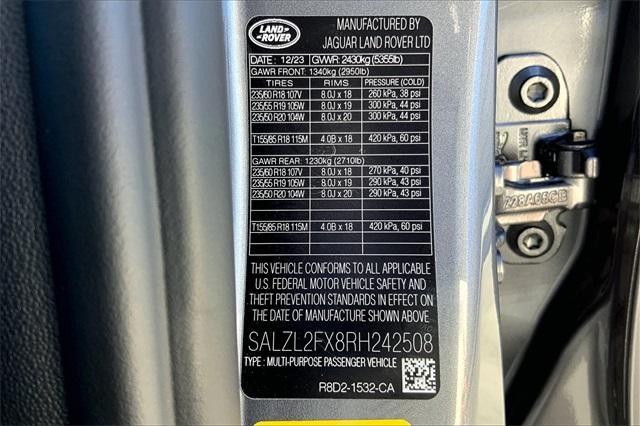 LAND
ROVER
MANUFACTURED BY
JAGUAR LAND ROVER LTD
DATE : 12/23 GVWR: 2430kg (5355lb)
GAWR FRONT: 1340kg (2950lb)
TIRES RIMS PRESSURE (COLD)
235/60 R18 107V 8.0J x 18 260 kPa, 38 psi
235/55 R19 105W 8.0J x 19 300 kPa, 44 psi
235/50 R20 104W 8.0J x 20 300 kPa, 44 psi
T155/85 R18 115M 4.0B x 18 420 kPa, 60 psi
GAWR REAR: 1230kg (2710lb)
235/60 R18 107V 8.0J x 18 270 kPa, 40 psi
235/55 R19 105W 8.0J x 19 290 kPa, 43 psi
235/50 R20 104W 8.0J x 20 290 kPa, 43 psi
T155/85 R18 115M 4.0B x 18 420 kPa, 60 psi
THIS VEHICLE CONFORMS TO ALL APPLICABLE
U.S. FEDERAL MOTOR VEHICLE SAFETY AND
THEFT PREVENTION STANDARDS IN EFFECT ON
THE DATE OF MANUFACTURE SHOWN ABOVE.
SALZL2FX8RH242508
TYPE : MULTI-PURPOSE PASSENGER VEHICLE
R8D2-1532-CA